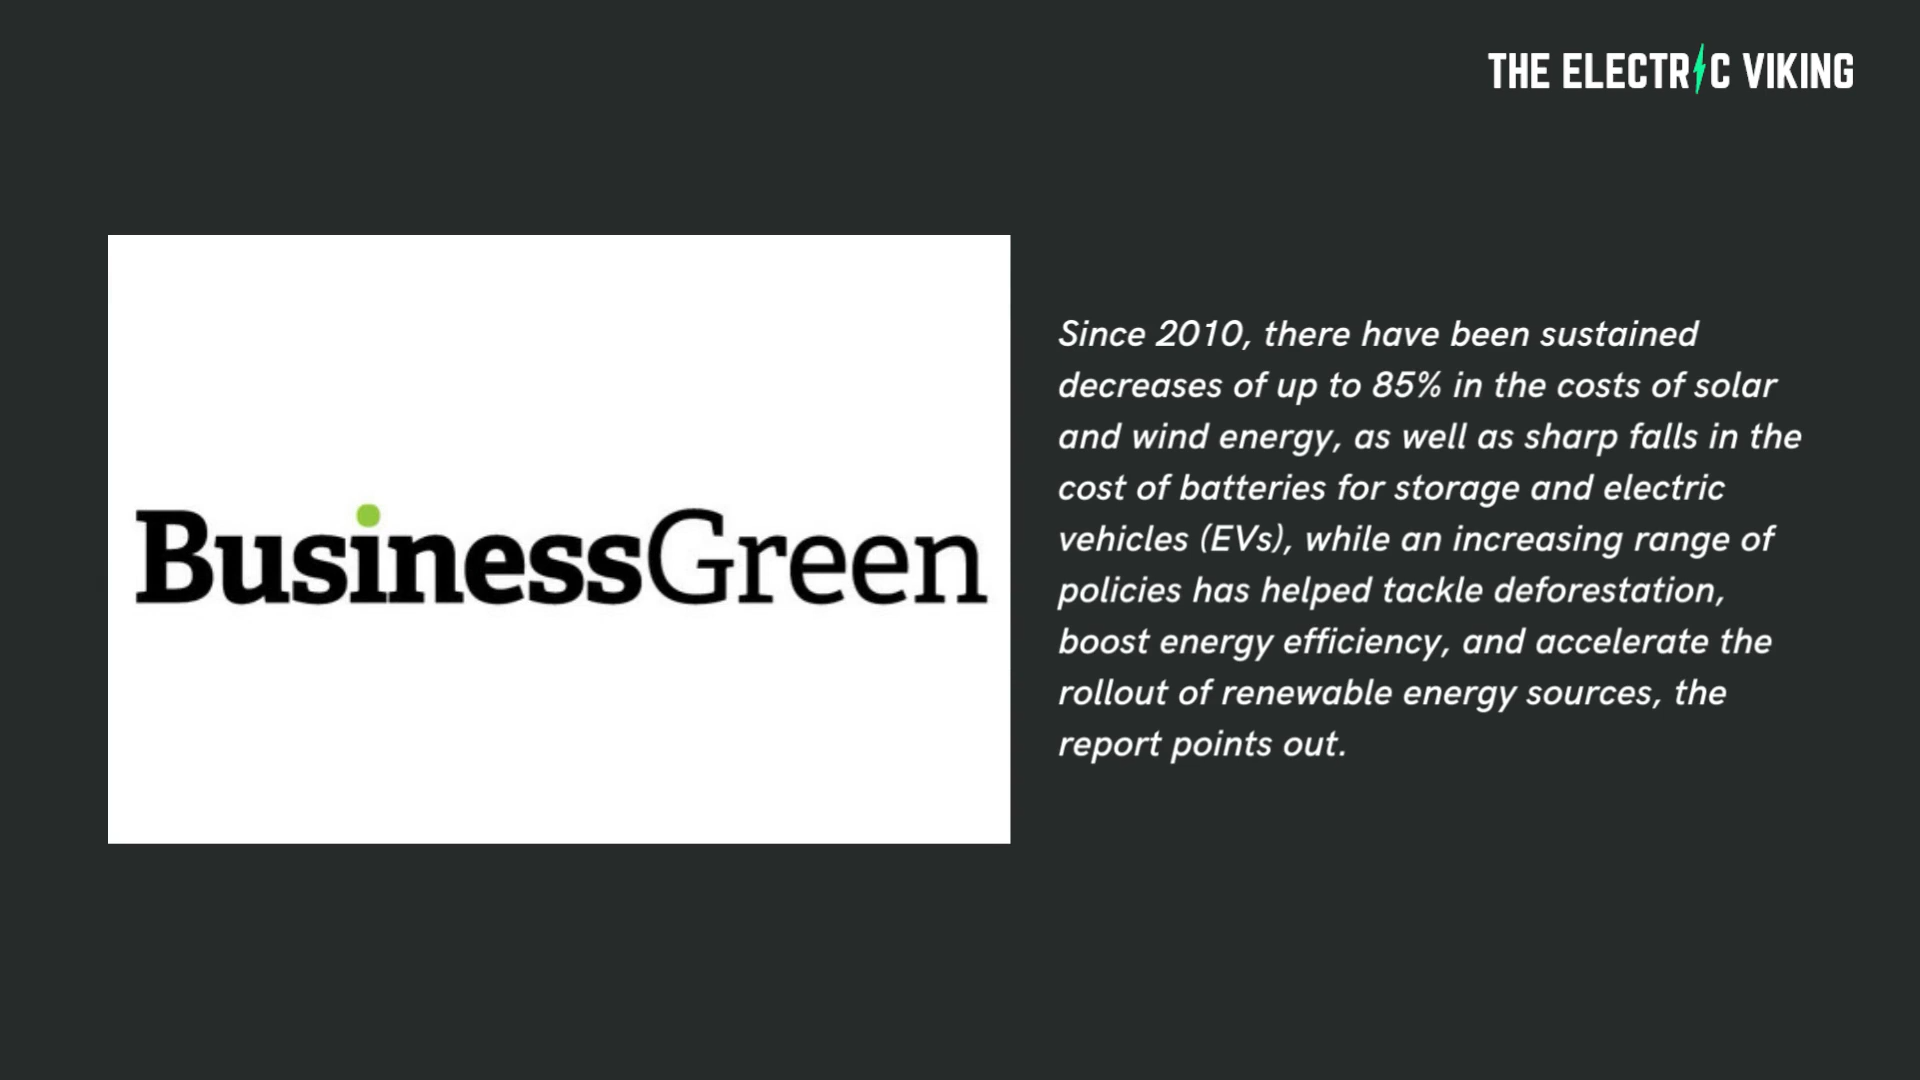 THE ELECTRIC VIKING
BusinessGreen
Since 2010, there have been sustained
decreases of up to 85% in the costs of solar
and wind energy, as well as sharp falls in the
cost of batteries for storage and electric
vehicles (EVs), while an increasing range of
policies has helped tackle deforestation,
boost energy efficiency, and accelerate the
rollout of renewable energy sources, the
report points out.